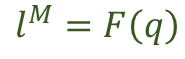 l^M = F(q)